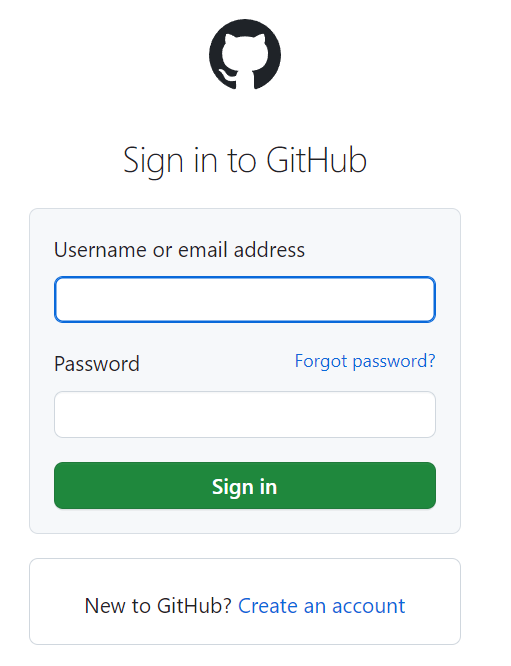 Sign in to GitHub
Username or email address
Password Forgot password?
Sign in
New to GitHub? Create an account